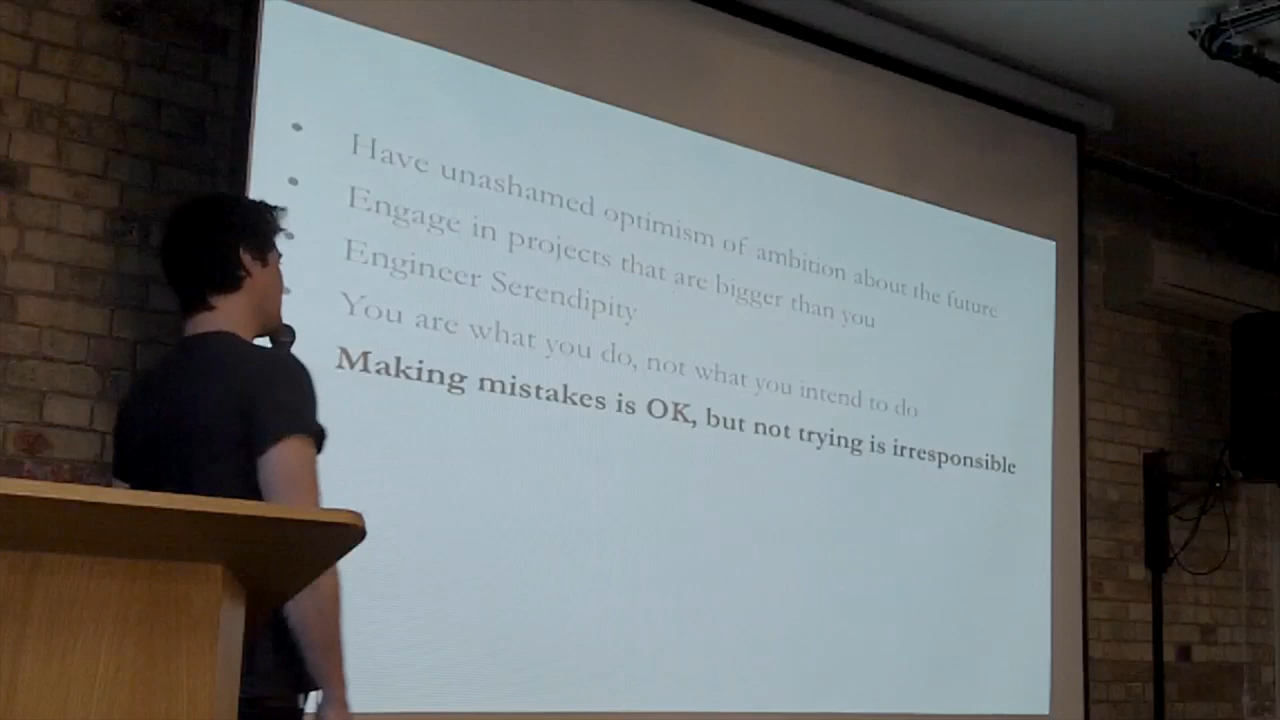 Have unashamed optimism of ambition about the future
Engage in projects that are bigger than you
Engineer Serendipity
You are what you do, not what you intend to do
Making mistakes is OK, but not trying is irresponsible